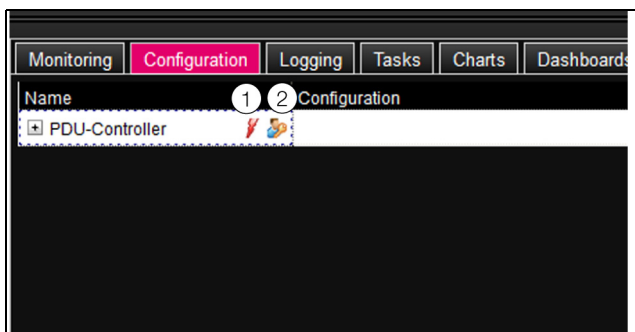 Monitoring Configuration Logging Tasks Charts Dashboards
Name 1 2 Configuration
PDU-Controller